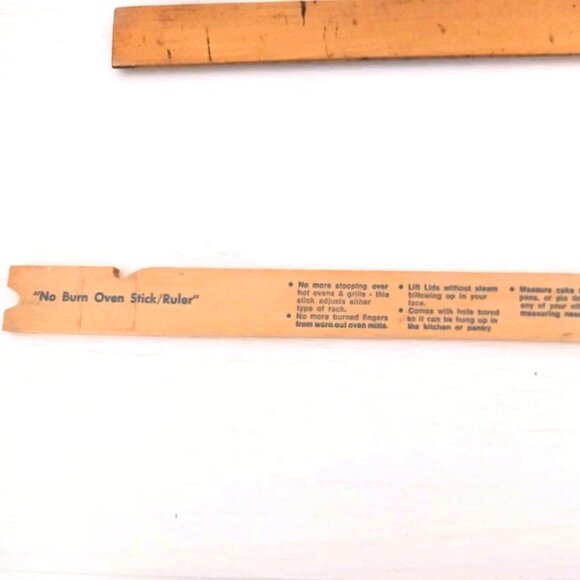 "No Burn Oven Stick/Ruler"
• No more stooping over
hot ovens & grills - this
stick adjusts either
type of rack.
• No more burned fingers
from worn out oven mitts.
• Lift Lids without steam
billowing up in your
face.
• Comes with hole bored
so it can be hung up in
the kitchen or pantry
• Measure cake
pans, or pie
any of your
measuring